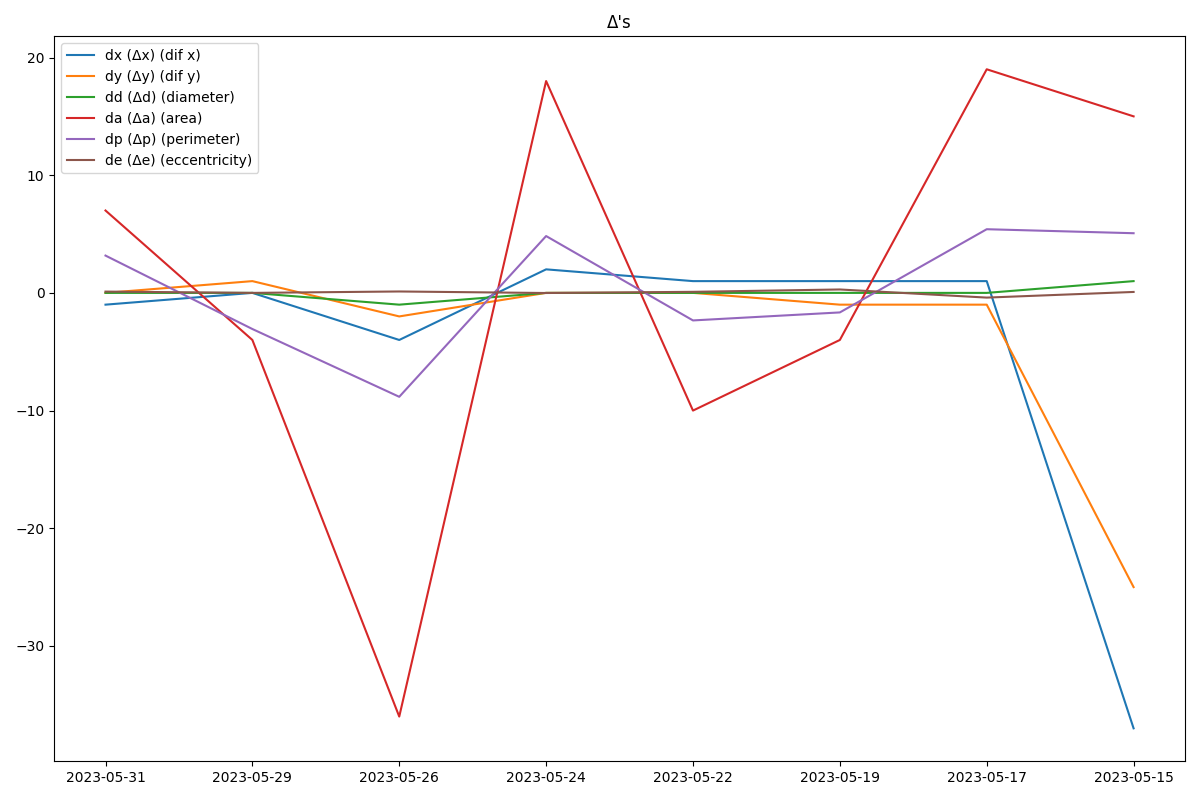 Δ's
dx (Δx) (dif x)
dy (Δy) (dif y)
dd (Δd) (diameter)
da (Δa) (area)
dp (Δp) (perimeter)
de (Δe) (eccentricity)
20
10
0
−10
−20
−30
2023-05-31 2023-05-29 2023-05-26 2023-05-24 2023-05-22 2023-05-19 2023-05-17 2023-05-15